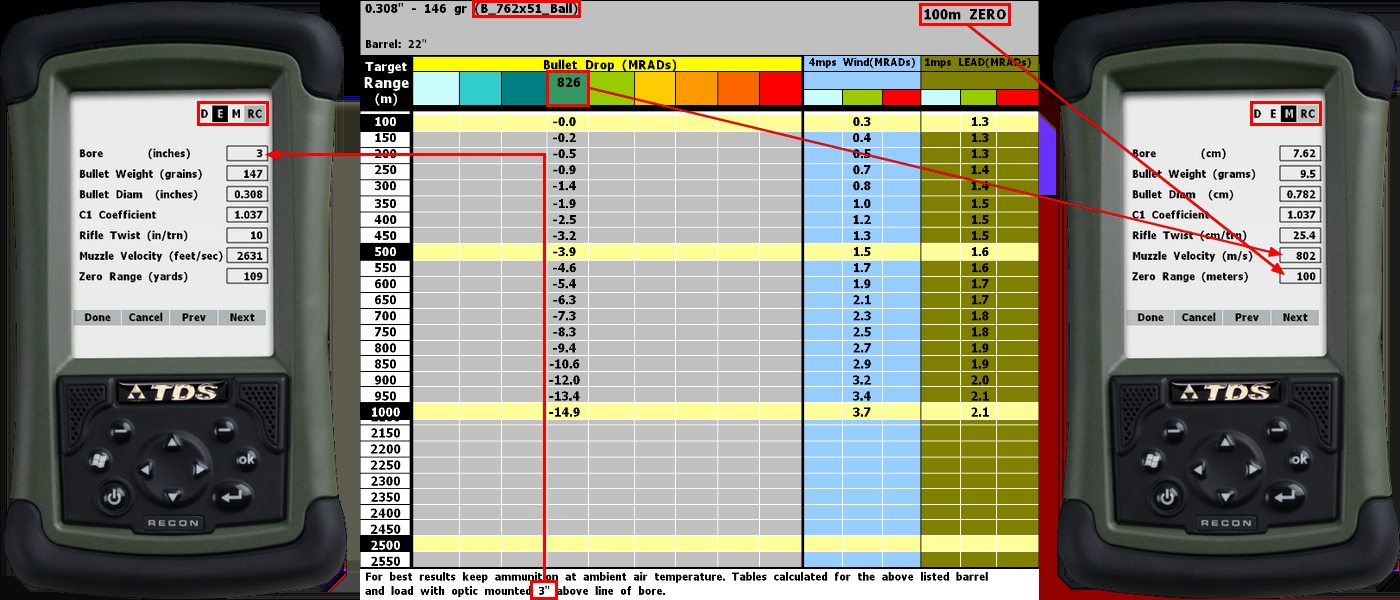 D E M RC
Bore (inches) 3
Bullet Weight (grains) 147
Bullet Diam (inches) 0.308
C1 Coefficient 1.037
Rifle Twist (in/trn) 10
Muzzle Velocity (feet/sec) 2631
Zero Range (yards) 109
Done Cancel Prev Next
TDS
ok
RECON
0.308" - 146 gr (B_762x51_Ball)
100m ZERO
Barrel: 22"
Target Range (m) Bullet Drop (MRADs) 4mps Wind(MRADs) 1mps LEAD(MRADs)
826
100 -0.0 0.3 1.3
150 -0.2 0.4 1.3
200 -0.5 0.5 1.3
250 -0.9 0.7 1.4
300 -1.4 0.8 1.4
350 -1.9 1.0 1.5
400 -2.5 1.2 1.5
450 -3.2 1.3 1.5
500 -3.9 1.5 1.6
550 -4.6 1.7 1.6
600 -5.4 1.9 1.7
650 -6.3 2.1 1.7
700 -7.3 2.3 1.8
750 -8.3 2.5 1.8
800 -9.4 2.7 1.9
850 -10.6 2.9 1.9
900 -12.0 3.2 2.0
950 -13.4 3.4 2.1
1000 -14.9 3.7 2.1
2150
2200
2250
2300
2350
2400
2450
2500
2550
For best results keep ammunition at ambient air temperature. Tables calculated for the above listed barrel
and load with optic mounted 3" above line of bore.
D E M RC
Bore (cm) 7.62
Bullet Weight (grams) 9.5
Bullet Diam (cm) 0.782
C1 Coefficient 1.037
Rifle Twist (cm/trn) 25.4
Muzzle Velocity (m/s) 802
Zero Range (meters) 100
Done Cancel Prev Next
TDS
ok
RECON